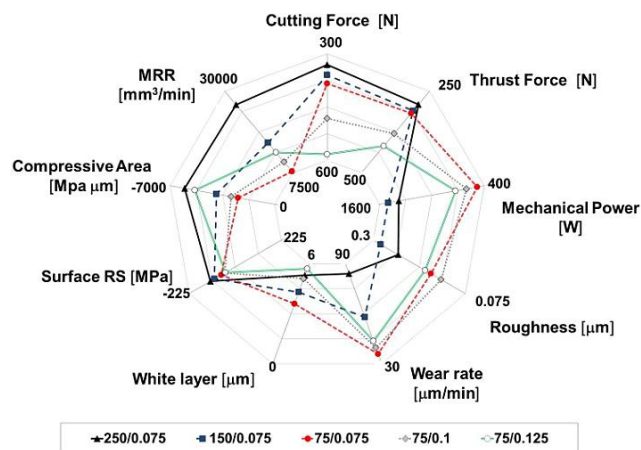 Cutting Force [N]
300
MRR
[mm³/min]
30000
250
Thrust Force [N]
Compressive Area
[Mpa μm]
-7000
600
7500
500
400
Mechanical Power
[W]
0
1600
225
0.3
6
90
Surface RS [MPa]
-225
0.075
Roughness [μm]
White layer [μm]
0
30
Wear rate
[μm/min]
250/0.075 150/0.075 75/0.075 75/0.1 75/0.125